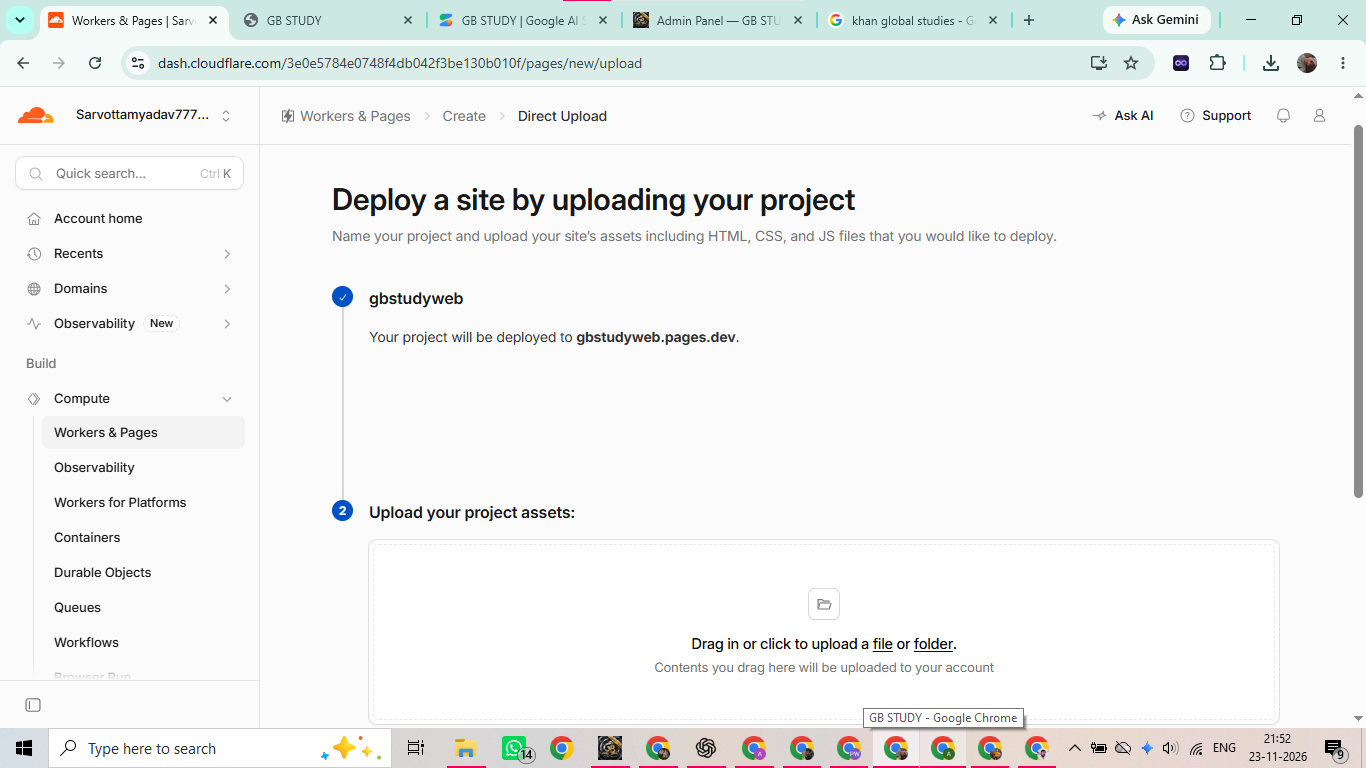 Workers & Pages | Sarv
GB STUDY
GB STUDY | Google AI S
Admin Panel — GB STU
khan global studies - G
Ask Gemini
dash.cloudflare.com/3e0e5784e0748f4db042f3be130b010f/pages/new/upload
Sarvottamyadav777...
Workers & Pages
Create
Direct Upload
Ask AI
Support
Quick search...
Ctrl K
Account home
Recents
Domains
Observability
New
Build
Compute
Workers & Pages
Observability
Workers for Platforms
Containers
Durable Objects
Queues
Workflows
Browser Run
Deploy a site by uploading your project
Name your project and upload your site's assets including HTML, CSS, and JS files that you would like to deploy.
gbstudyweb
Your project will be deployed to gbstudyweb.pages.dev.
2
Upload your project assets:
Drag in or click to upload a file or folder.
Contents you drag here will be uploaded to your account
GB STUDY - Google Chrome
Type here to search
14
A
PW
A
ENG
21:52
23-11-2026
9